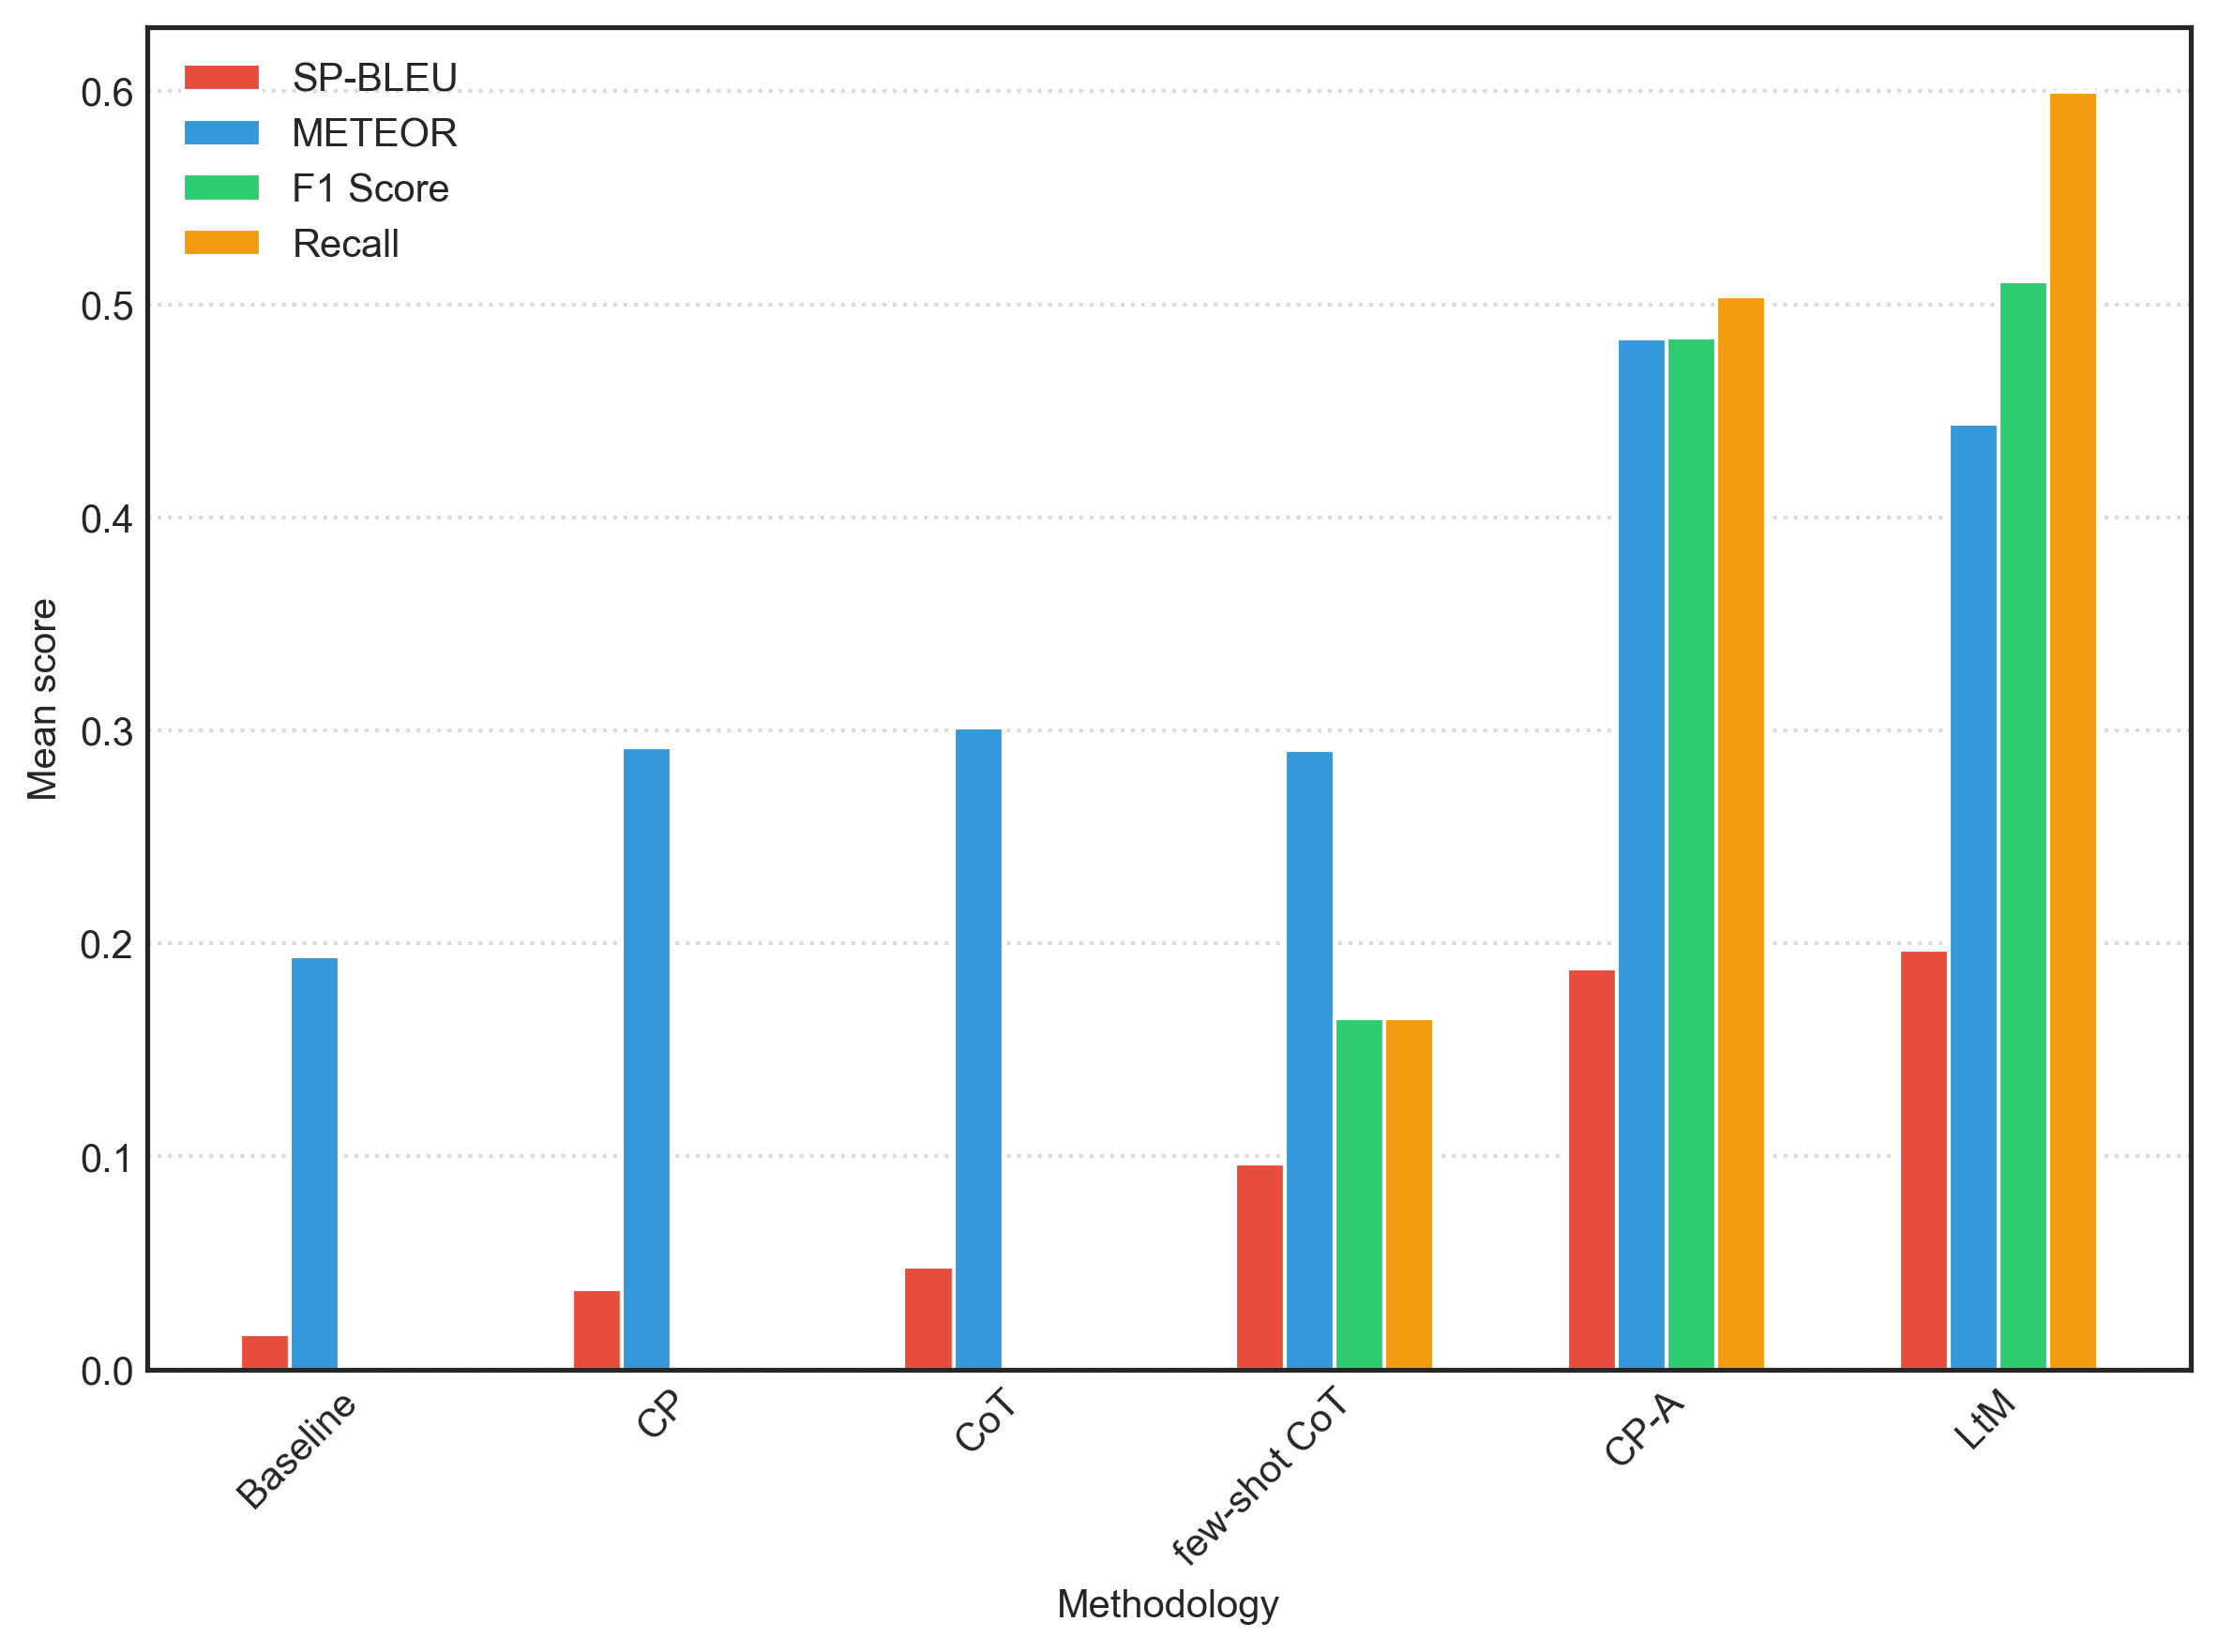 SP-BLEU
METEOR
F1 Score
Recall
0.6
0.5
0.4
0.3
0.2
0.1
0.0
Mean score
Baseline
CP
CoT
few-shot CoT
CP-A
LtM
Methodology